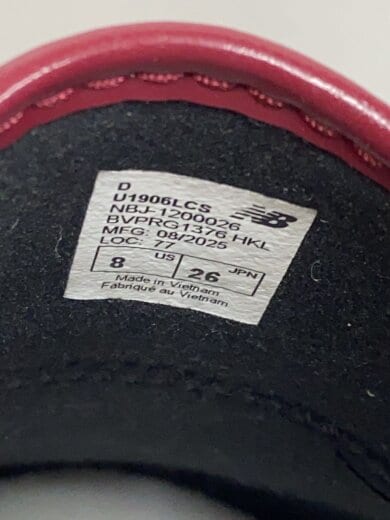 D
U1906LCS
NBJ-1200026
BVPRG1376 HKL
MFG: 08/2025
LOC: 77
8 US 26 JPN
Made in Vietnam
Fabriqué au Vietnam